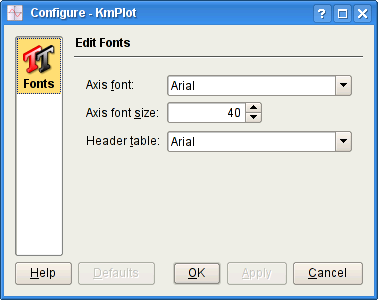 Configure - KmPlot
Fonts
Edit Fonts
Axis font: Arial
Axis font size: 40
Header table: Arial
Help Defaults OK Apply Cancel